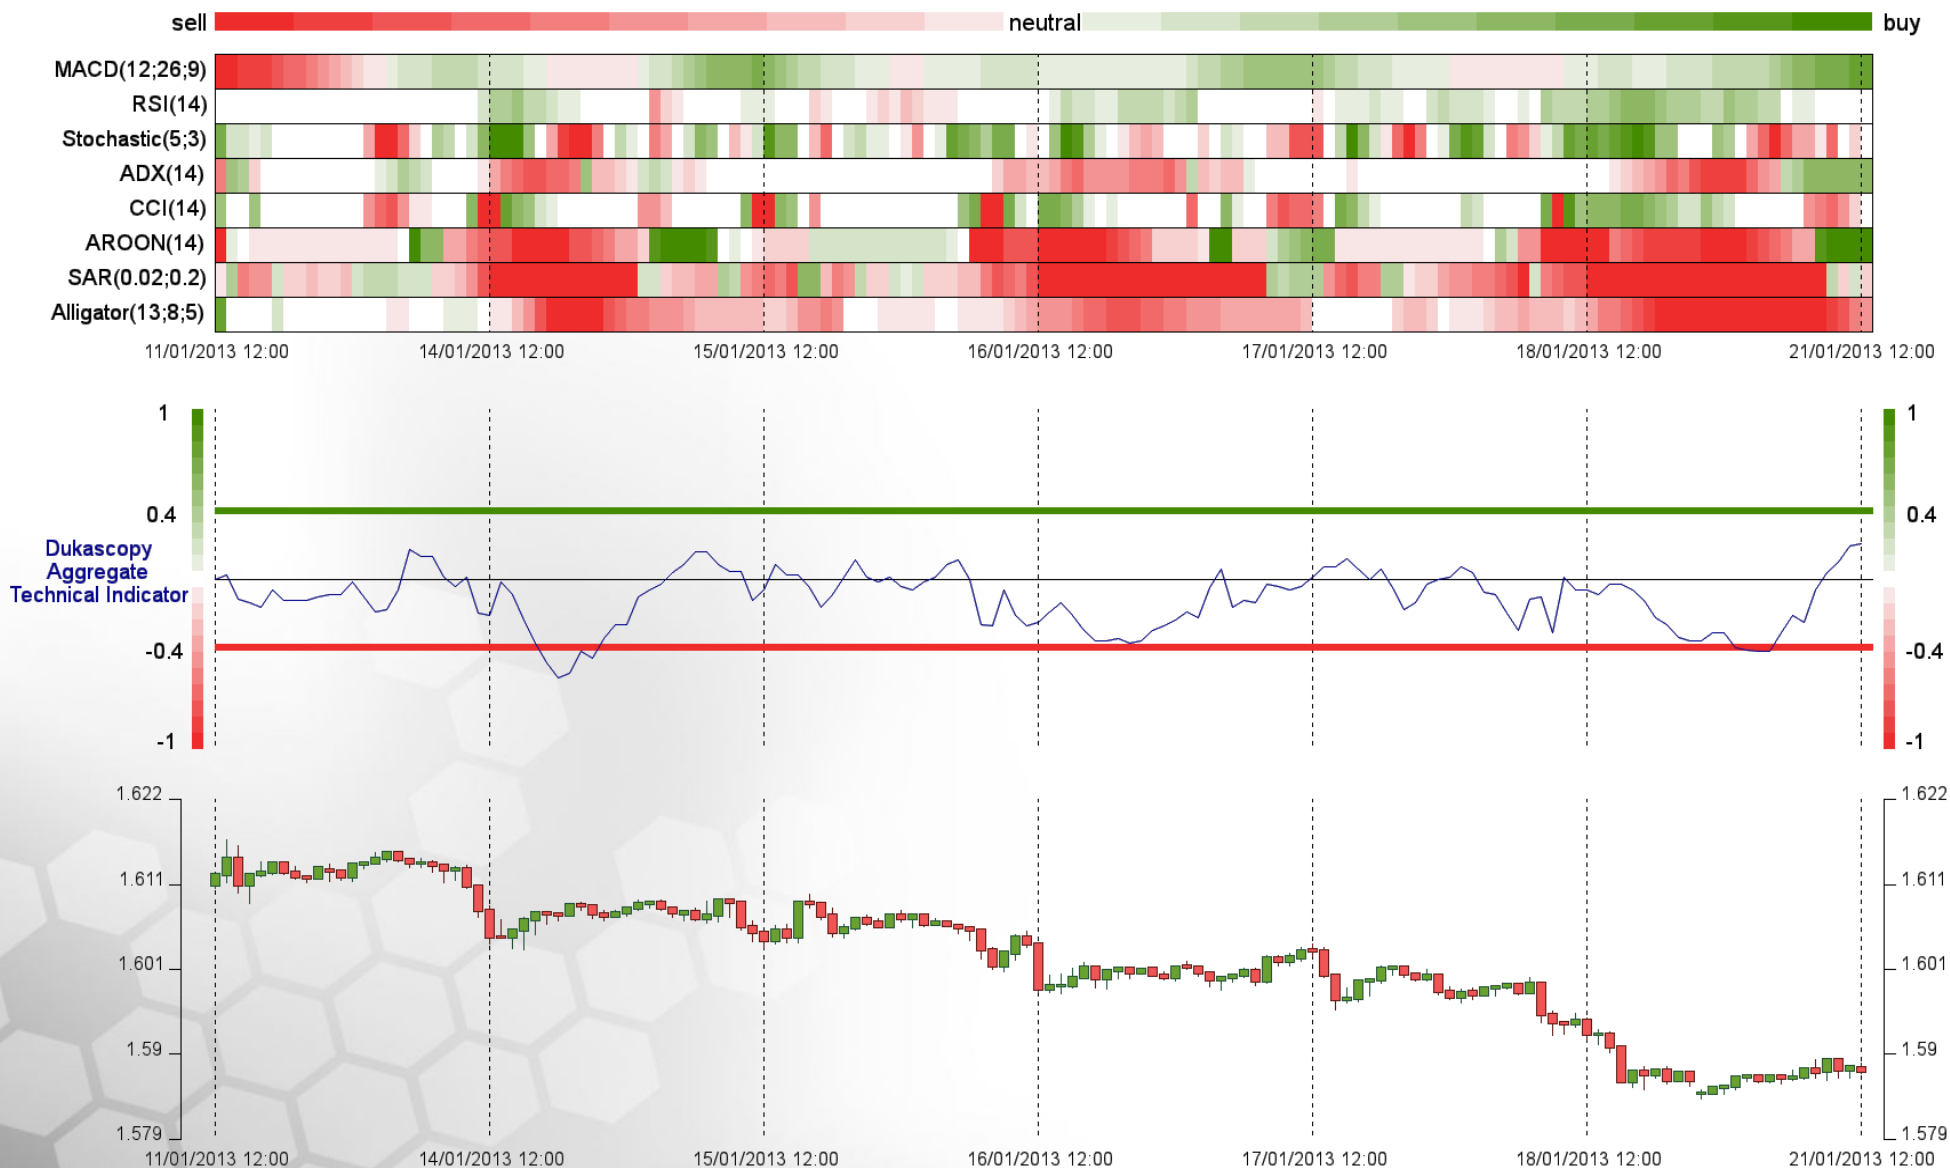 sell neutral buy
MACD(12;26;9)
RSI(14)
Stochastic(5;3)
ADX(14)
CCI(14)
AROON(14)
SAR(0.02;0.2)
Alligator(13;8;5)
11/01/2013 12:00 14/01/2013 12:00 15/01/2013 12:00 16/01/2013 12:00 17/01/2013 12:00 18/01/2013 12:00 21/01/2013 12:00
1 1
0.4 0.4
Dukascopy
Aggregate
Technical Indicator
-0.4 -0.4
-1 -1
1.622 1.622
1.611 1.611
1.601 1.601
1.59 1.59
1.579 1.579
11/01/2013 12:00 14/01/2013 12:00 15/01/2013 12:00 16/01/2013 12:00 17/01/2013 12:00 18/01/2013 12:00 21/01/2013 12:00